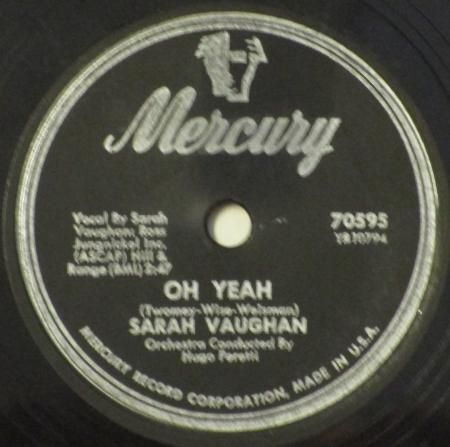 Mercury
Vocal By Sarah
Vaughan: Ross
Jungnickel Inc.
(ASCAP) Hill &
Range (BMI) 2:47
70595
YB10794
OH YEAH
(Twomey-Wise-Weisman)
SARAH VAUGHAN
Orchestra Conducted By
Hugo Peretti
MERCURY RECORD CORPORATION, MADE IN U.S.A.